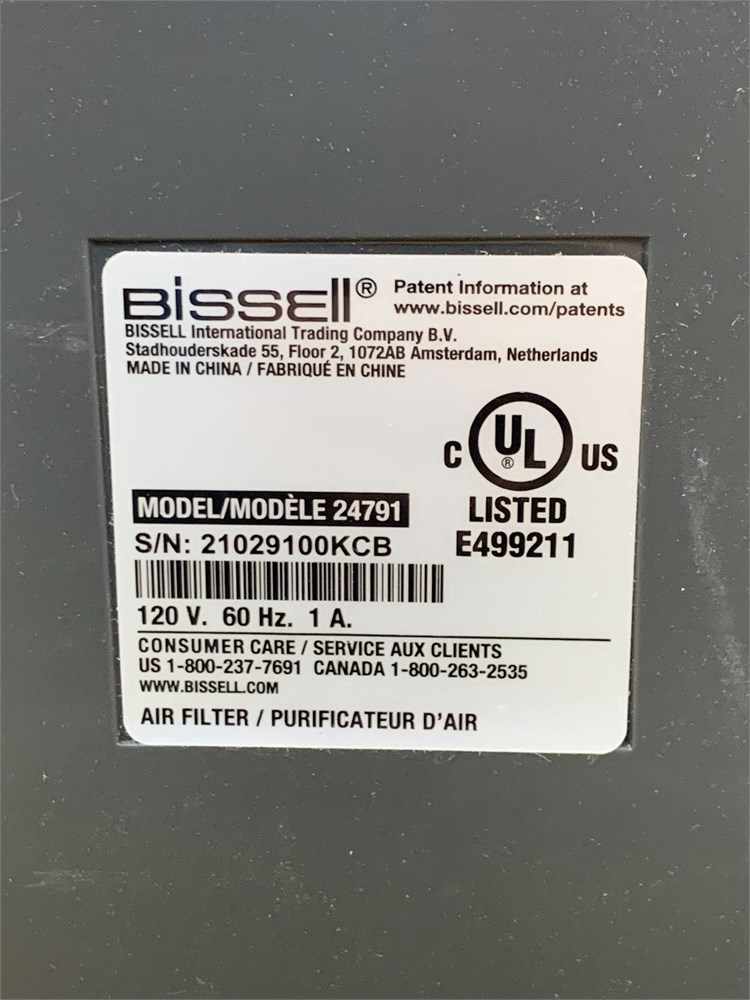 BISSELL®
Patent Information at
www.bissell.com/patents
BISSELL International Trading Company B.V.
Stadhouderskade 55, Floor 2, 1072AB Amsterdam, Netherlands
MADE IN CHINA / FABRIQUÉ EN CHINE
C UL® US
LISTED
E499211
MODEL/MODÈLE 24791
S/N: 21029100KCB
120 V. 60 Hz. 1 A.
CONSUMER CARE / SERVICE AUX CLIENTS
US 1-800-237-7691 CANADA 1-800-263-2535
WWW.BISSELL.COM
AIR FILTER / PURIFICATEUR D'AIR